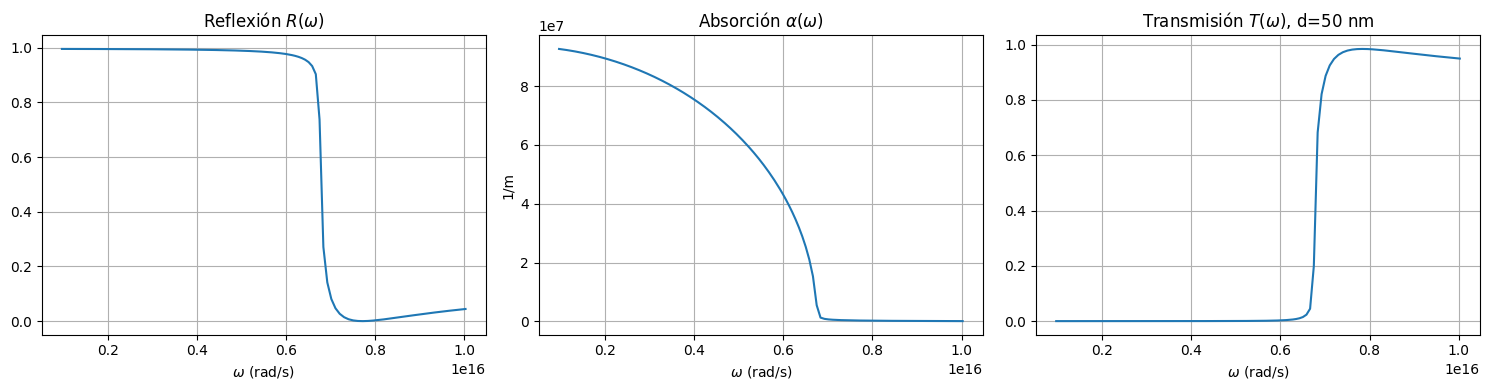 Reflexión R(ω)
1.0
0.8
0.6
0.4
0.2
0.0
0.2 0.4 0.6 0.8 1.0
1e16
ω (rad/s)
Absorción α(ω)
1e7
8
6
4
2
0
1/m
0.2 0.4 0.6 0.8 1.0
1e16
ω (rad/s)
Transmisión T(ω), d=50 nm
1.0
0.8
0.6
0.4
0.2
0.0
0.2 0.4 0.6 0.8 1.0
1e16
ω (rad/s)